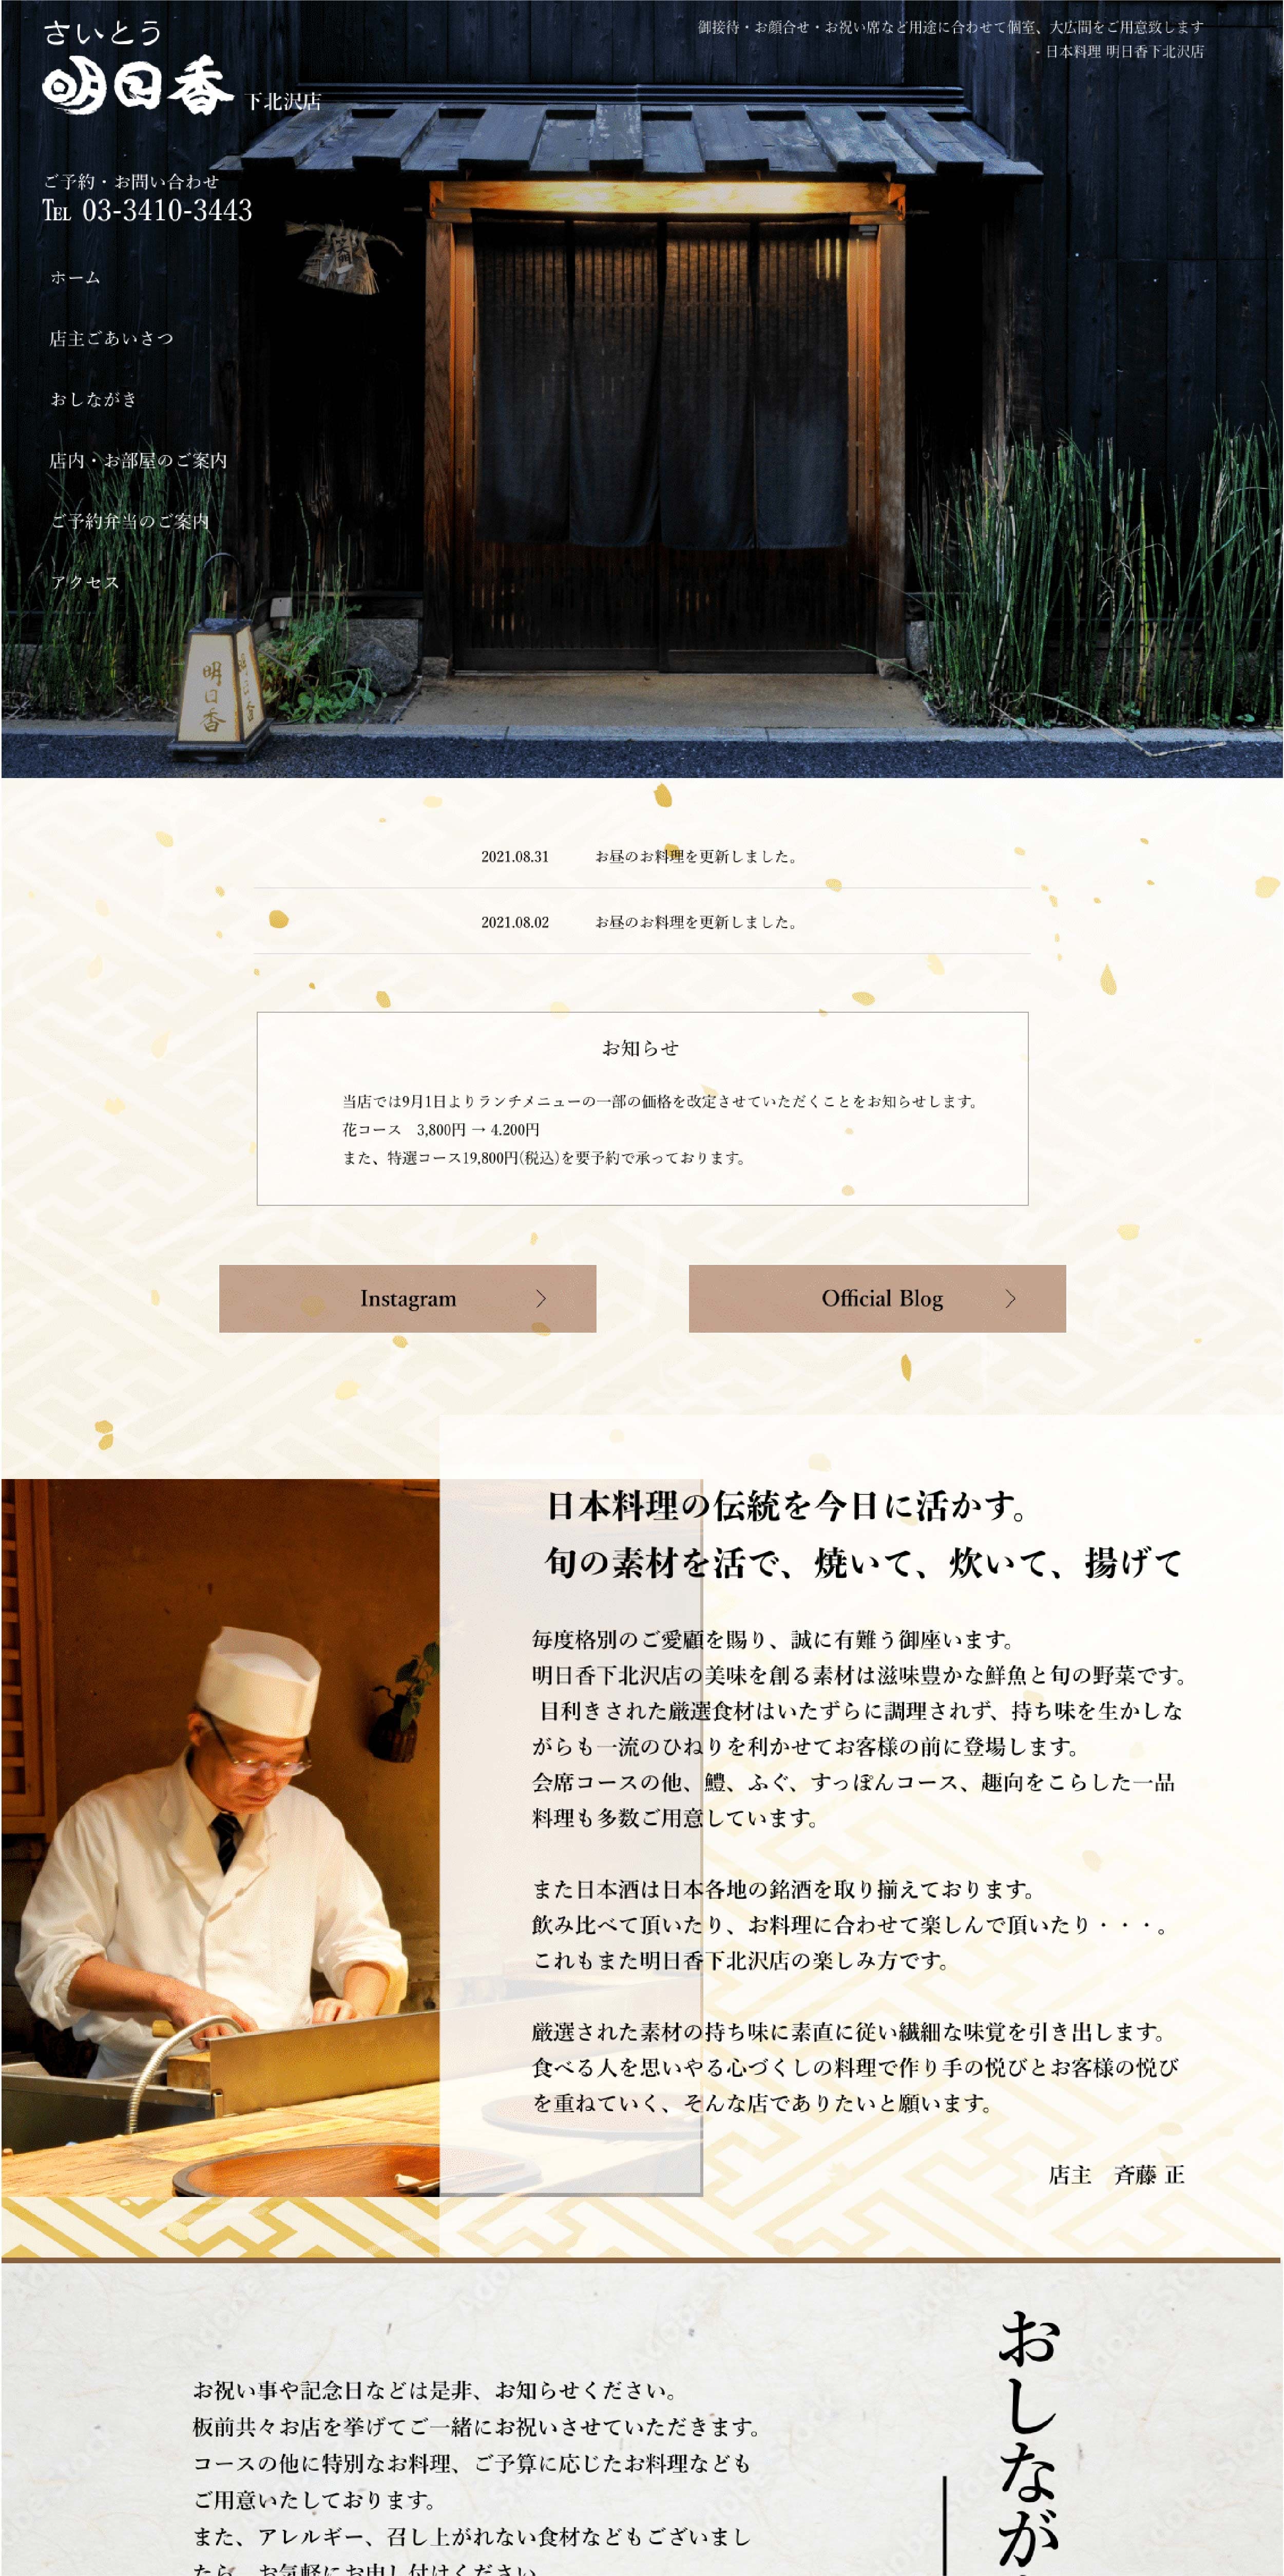 さいとう
明日香 下北沢店
御接待・お顔合せ・お祝い席など用途に合わせて個室、大広間をご用意致します
- 日本料理 明日香下北沢店
ご予約・お問い合わせ
TEL 03-3410-3443
ホーム
店主ごあいさつ
おしながき
店内・お部屋のご案内
ご予約弁当のご案内
アクセス
明日香
2021.08.31 お昼のお料理を更新しました。
2021.08.02 お昼のお料理を更新しました。
お知らせ
当店では9月1日よりランチメニューの一部の価格を改定させていただくことをお知らせします。
花コース 3,800円 → 4.200円
また、特選コース19,800円(税込)を要予約で承っております。
Instagram
Official Blog
日本料理の伝統を今日に活かす。
旬の素材を活で、焼いて、炊いて、揚げて
毎度格別のご愛顧を賜り、誠に有難う御座います。
明日香下北沢店の美味を創る素材は滋味豊かな鮮魚と旬の野菜です。
目利きされた厳選食材はいたずらに調理されず、持ち味を生かしな
がらも一流のひねりを利かせてお客様の前に登場します。
会席コースの他、鱧、ふぐ、すっぽんコース、趣向をこらした一品
料理も多数ご用意しています。
また日本酒は日本各地の銘酒を取り揃えております。
飲み比べて頂いたり、お料理に合わせて楽しんで頂いたり・・・。
これもまた明日香下北沢店の楽しみ方です。
厳選された素材の持ち味に素直に従い繊細な味覚を引き出します。
食べる人を思いやる心づくしの料理で作り手の悦びとお客様の悦び
を重ねていく、そんな店でありたいと願います。
店主 斉藤 正
おしなが
お祝い事や記念日などは是非、お知らせください。
板前共々お店を挙げてご一緒にお祝いさせていただきます。
コースの他に特別なお料理、ご予算に応じたお料理なども
ご用意いたしております。
また、アレルギー、召し上がれない食材などもございまし
たら、お気軽にお申し付けください。